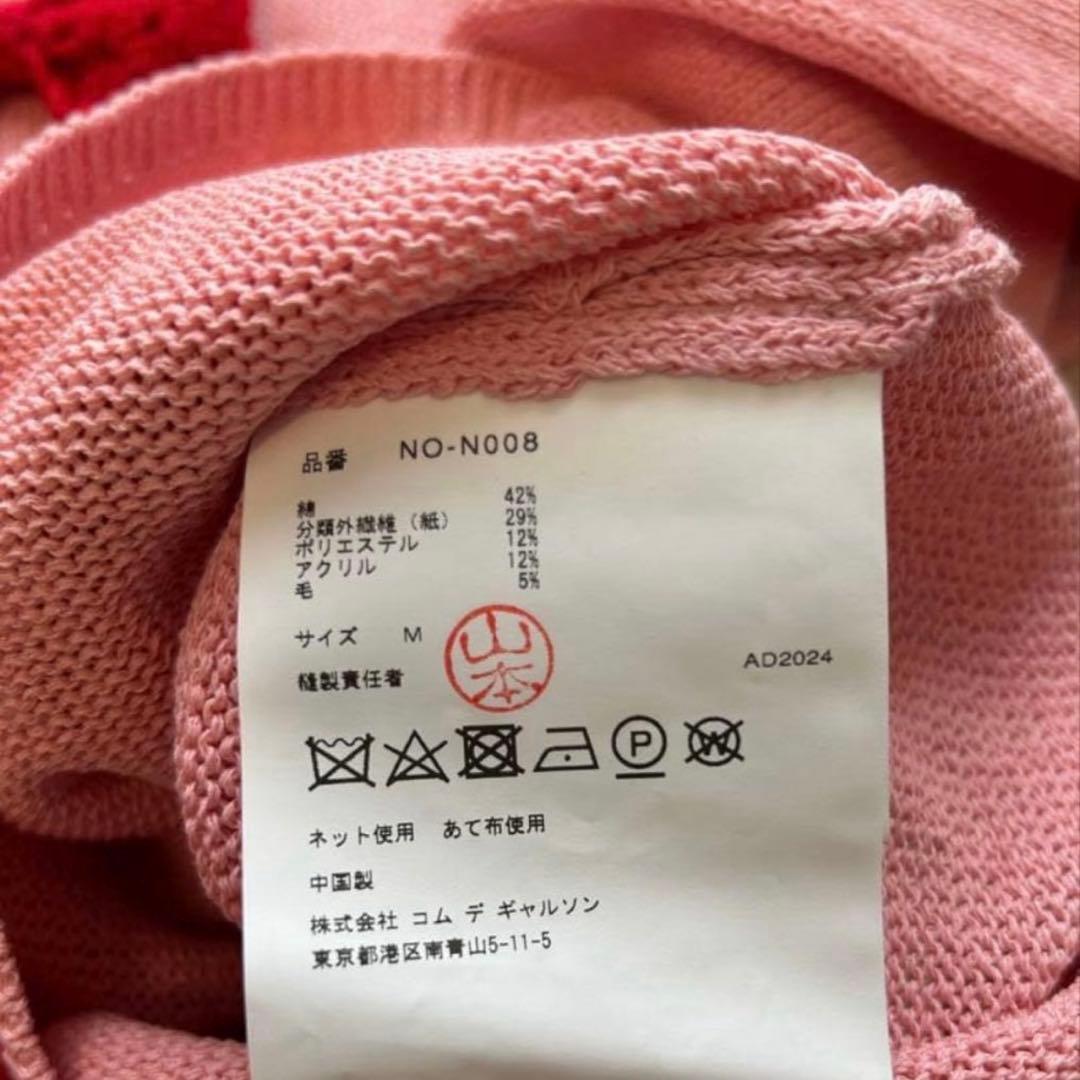 品番 NO-N008
綿 42%
分類外繊維(紙) 29%
ポリエステル 12%
アクリル 12%
毛 5%
サイズ M
縫製責任者 山本
AD2024
P
W
ネット使用 あて布使用
中国製
株式会社 コム デ ギャルソン
東京都港区南青山5-11-5